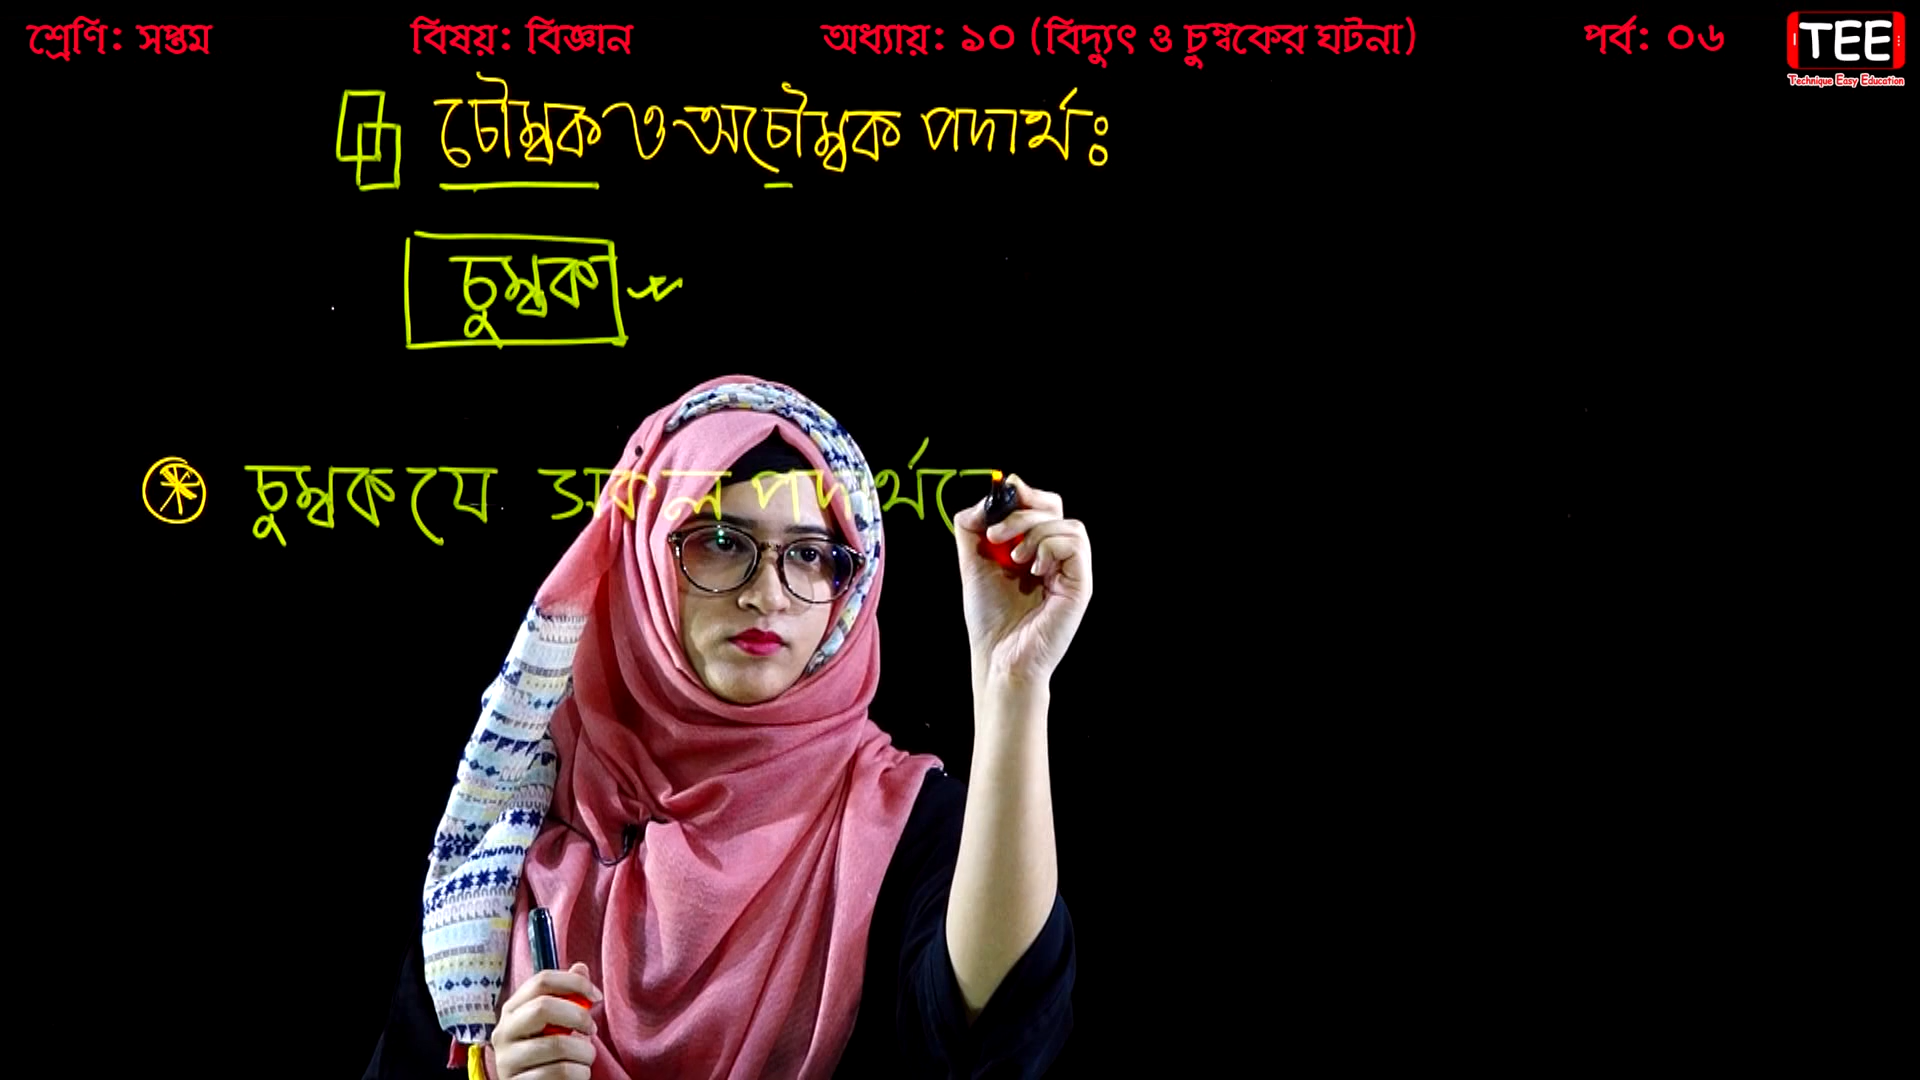 শ্রেণি: সপ্তম বিষয়: বিজ্ঞান অধ্যায়: ১০ (বিদ্যুৎ ও চুম্বকের ঘটনা) পর্ব: ০৬
TEE
Technique Easy Education
চৌম্বক ও অচৌম্বক পদার্থঃ
চুম্বক
চুম্বক যে সকল পদার্থকে